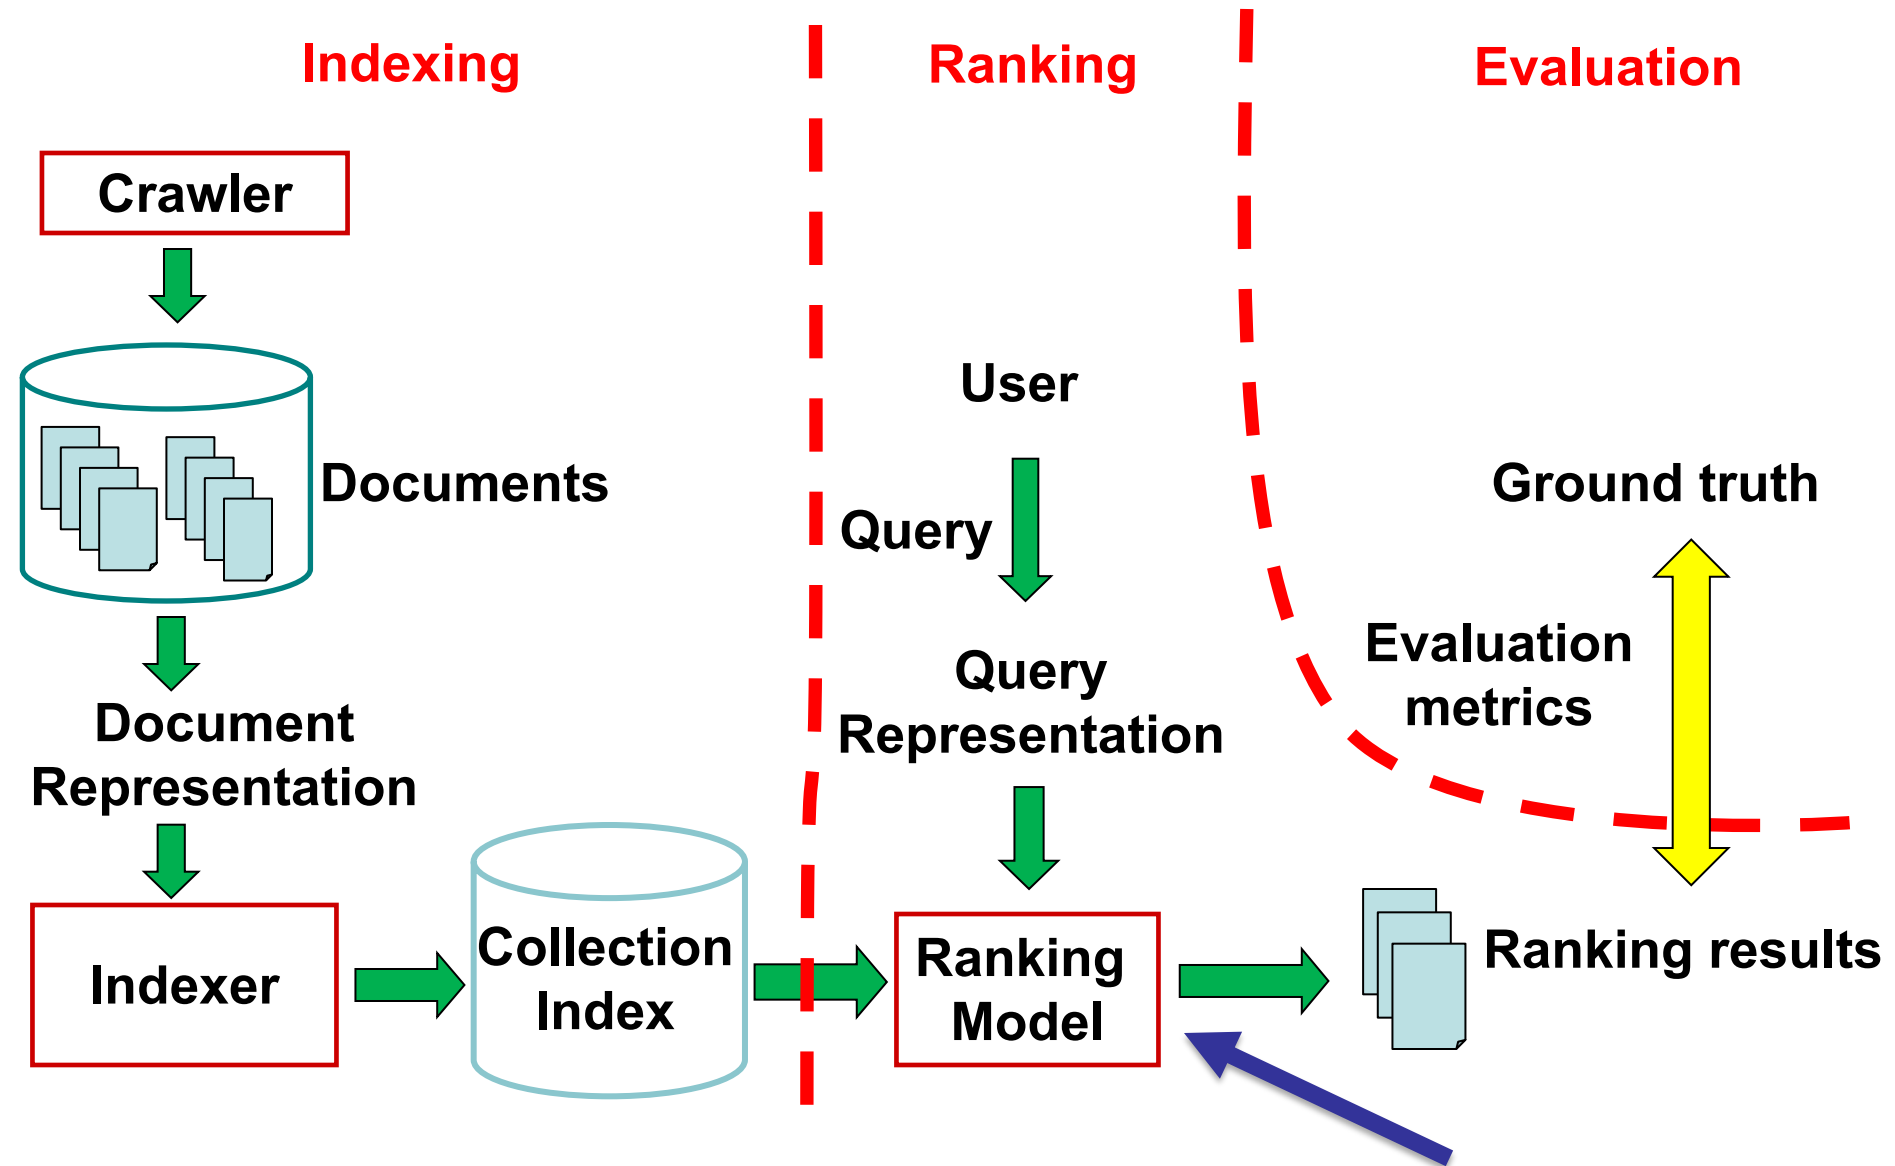 Indexing
Ranking
Evaluation
Crawler
Documents
Document
Representation
Indexer
Collection
Index
User
Query
Query
Representation
Ranking
Model
Ground truth
Evaluation
metrics
Ranking results